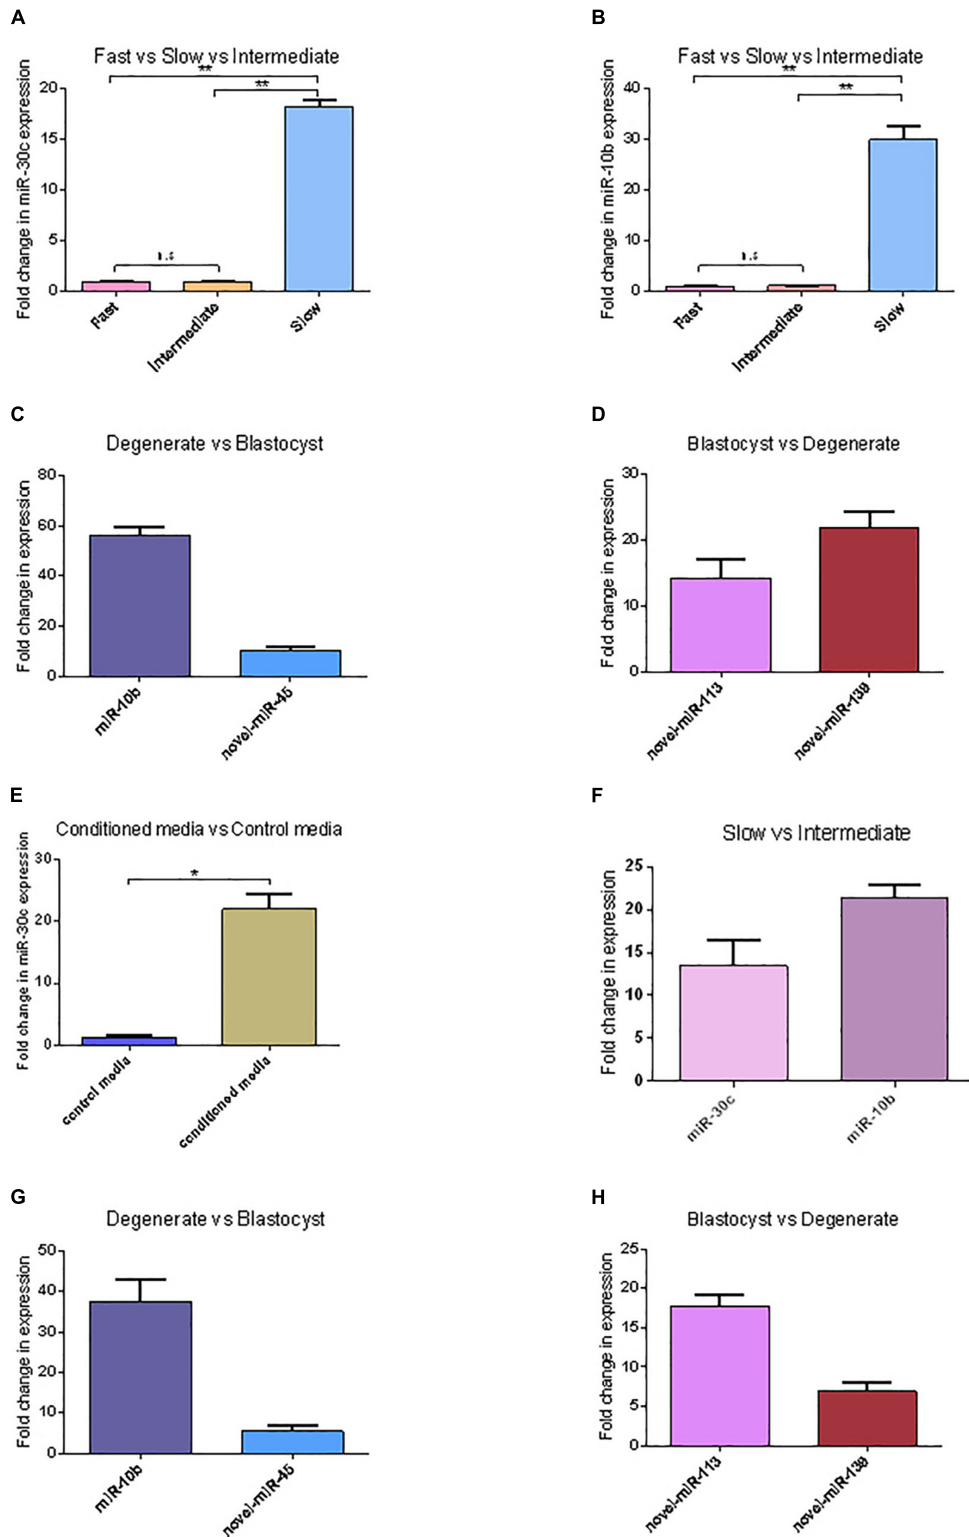 A
Fast vs Slow vs Intermediate
**
**
20
15
10
5
0
Fold change in miR-30c expression
Fast
Intermediate
Slow
B
Fast vs Slow vs Intermediate
**
**
40
30
20
10
0
Fold change in miR-10b expression
Fast
Intermediate
Slow
C
Degenerate vs Blastocyst
80
60
40
20
0
Fold change in expression
miR-10b
novel-miR-45
D
Blastocyst vs Degenerate
30
20
10
0
Fold change in expression
novel-miR-113
novel-miR-139
E
Conditioned media vs Control media
*
30
20
10
0
Fold change in miR-30c expression
control media
conditioned media
F
Slow vs Intermediate
25
20
15
10
5
0
Fold change in expression
miR-30c
miR-10b
G
Degenerate vs Blastocyst
50
40
30
20
10
0
Fold change in expression
miR-10b
novel-miR-45
H
Blastocyst vs Degenerate
25
20
15
10
5
0
Fold change in expression
novel-miR-113
novel-miR-139